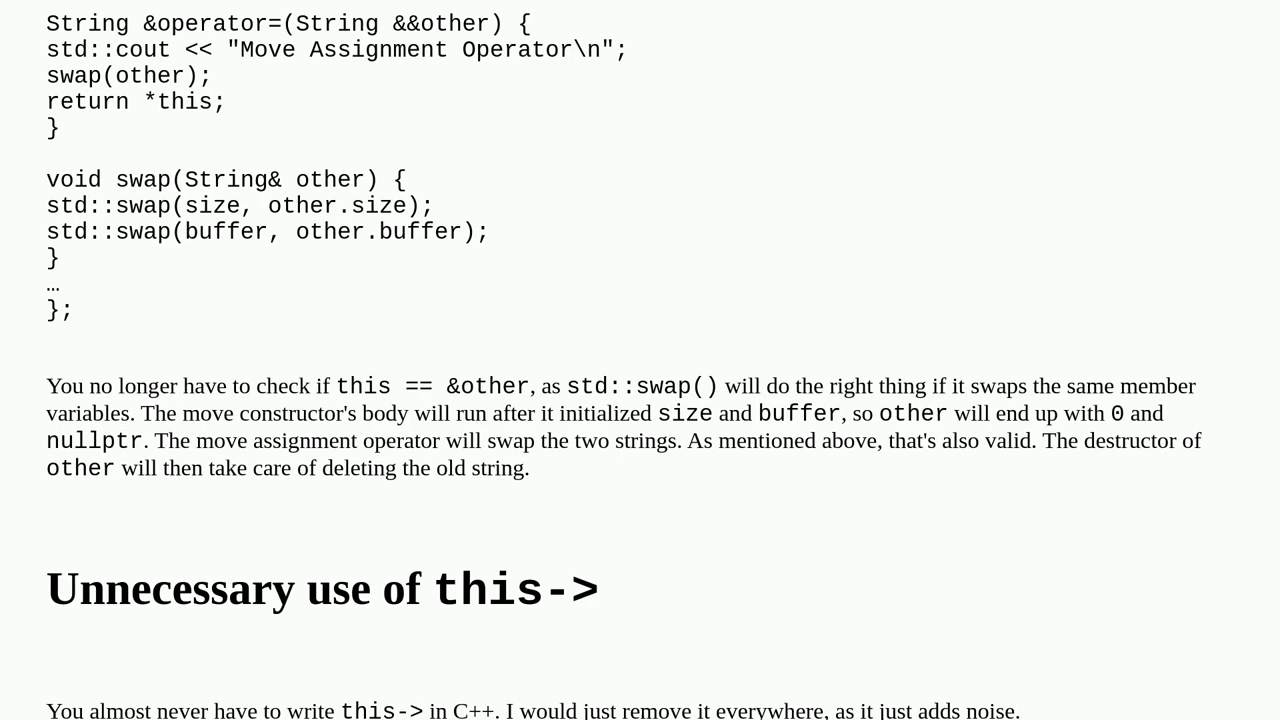 String &operator=(String &&other) {
std::cout << "Move Assignment Operator\n";
swap(other);
return *this;
}
void swap(String& other) {
std::swap(size, other.size);
std::swap(buffer, other.buffer);
}
…
};
You no longer have to check if this == &other, as std::swap() will do the right thing if it swaps the same member
variables. The move constructor's body will run after it initialized size and buffer, so other will end up with 0 and
nullptr. The move assignment operator will swap the two strings. As mentioned above, that's also valid. The destructor of
other will then take care of deleting the old string.
Unnecessary use of this->
You almost never have to write this-> in C++. I would just remove it everywhere, as it just adds noise.